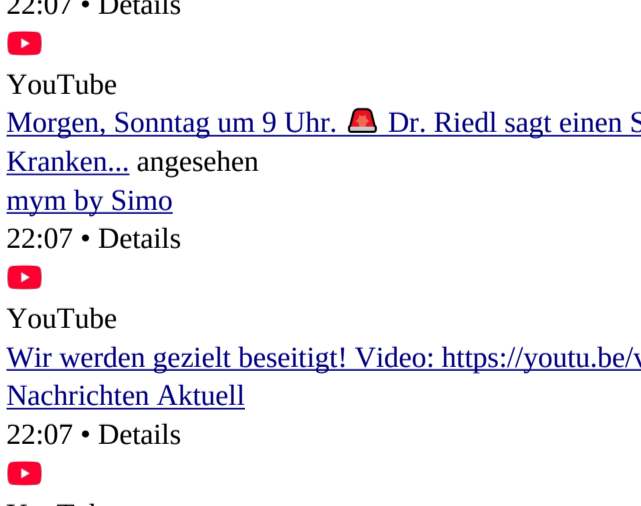 22:07 • Details
YouTube
Morgen, Sonntag um 9 Uhr. 🚨 Dr. Riedl sagt einen
Kranken... angesehen
mym by Simo
22:07 • Details
YouTube
Wir werden gezielt beseitigt! Video: https://youtu.be/
Nachrichten Aktuell
22:07 • Details